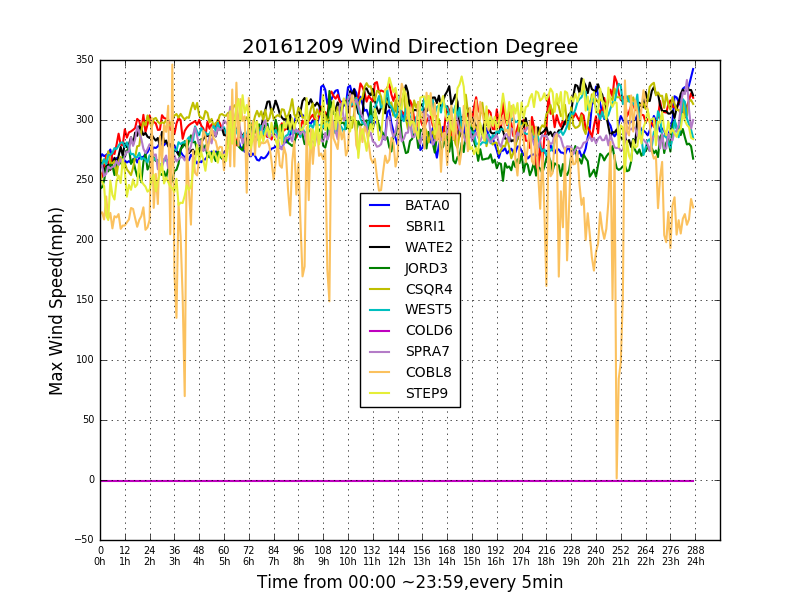 20161209 Wind Direction Degree
Max Wind Speed(mph)
350
300
250
200
150
100
50
0
−50
BATA0
SBRI1
WATE2
JORD3
CSQR4
WEST5
COLD6
SPRA7
COBL8
STEP9
0 12 24 36 48 60 72 84 96 108 120 132 144 156 168 180 192 204 216 228 240 252 264 276 288
0h 1h 2h 3h 4h 5h 6h 7h 8h 9h 10h 11h 12h 13h 14h 15h 16h 17h 18h 19h 20h 21h 22h 23h 24h
Time from 00:00 ~23:59,every 5min